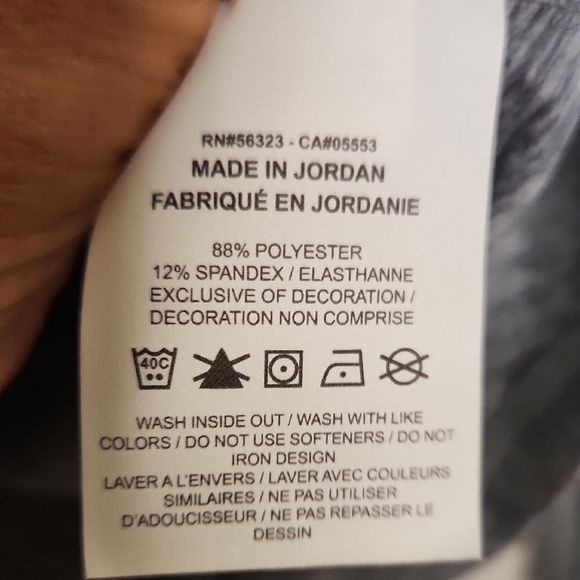 RN#56323 - CA#05553
MADE IN JORDAN
FABRIQUÉ EN JORDANIE
88% POLYESTER
12% SPANDEX / ELASTHANNE
EXCLUSIVE OF DECORATION /
DECORATION NON COMPRISE
40C
WASH INSIDE OUT / WASH WITH LIKE
COLORS / DO NOT USE SOFTENERS / DO NOT
IRON DESIGN
LAVER A L'ENVERS / LAVER AVEC COULEURS
SIMILAIRES / NE PAS UTILISER
D'ADOUCISSEUR / NE PAS REPASSER LE
DESSIN